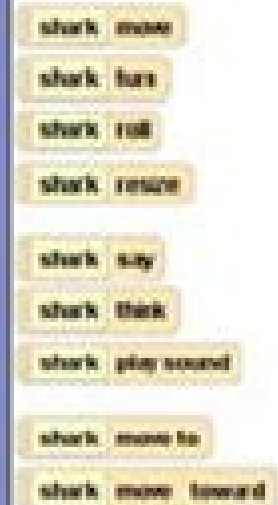 shark move
shark turn
shark roll
shark resize
shark say
shark think
shark play sound
shark move to
shark move toward